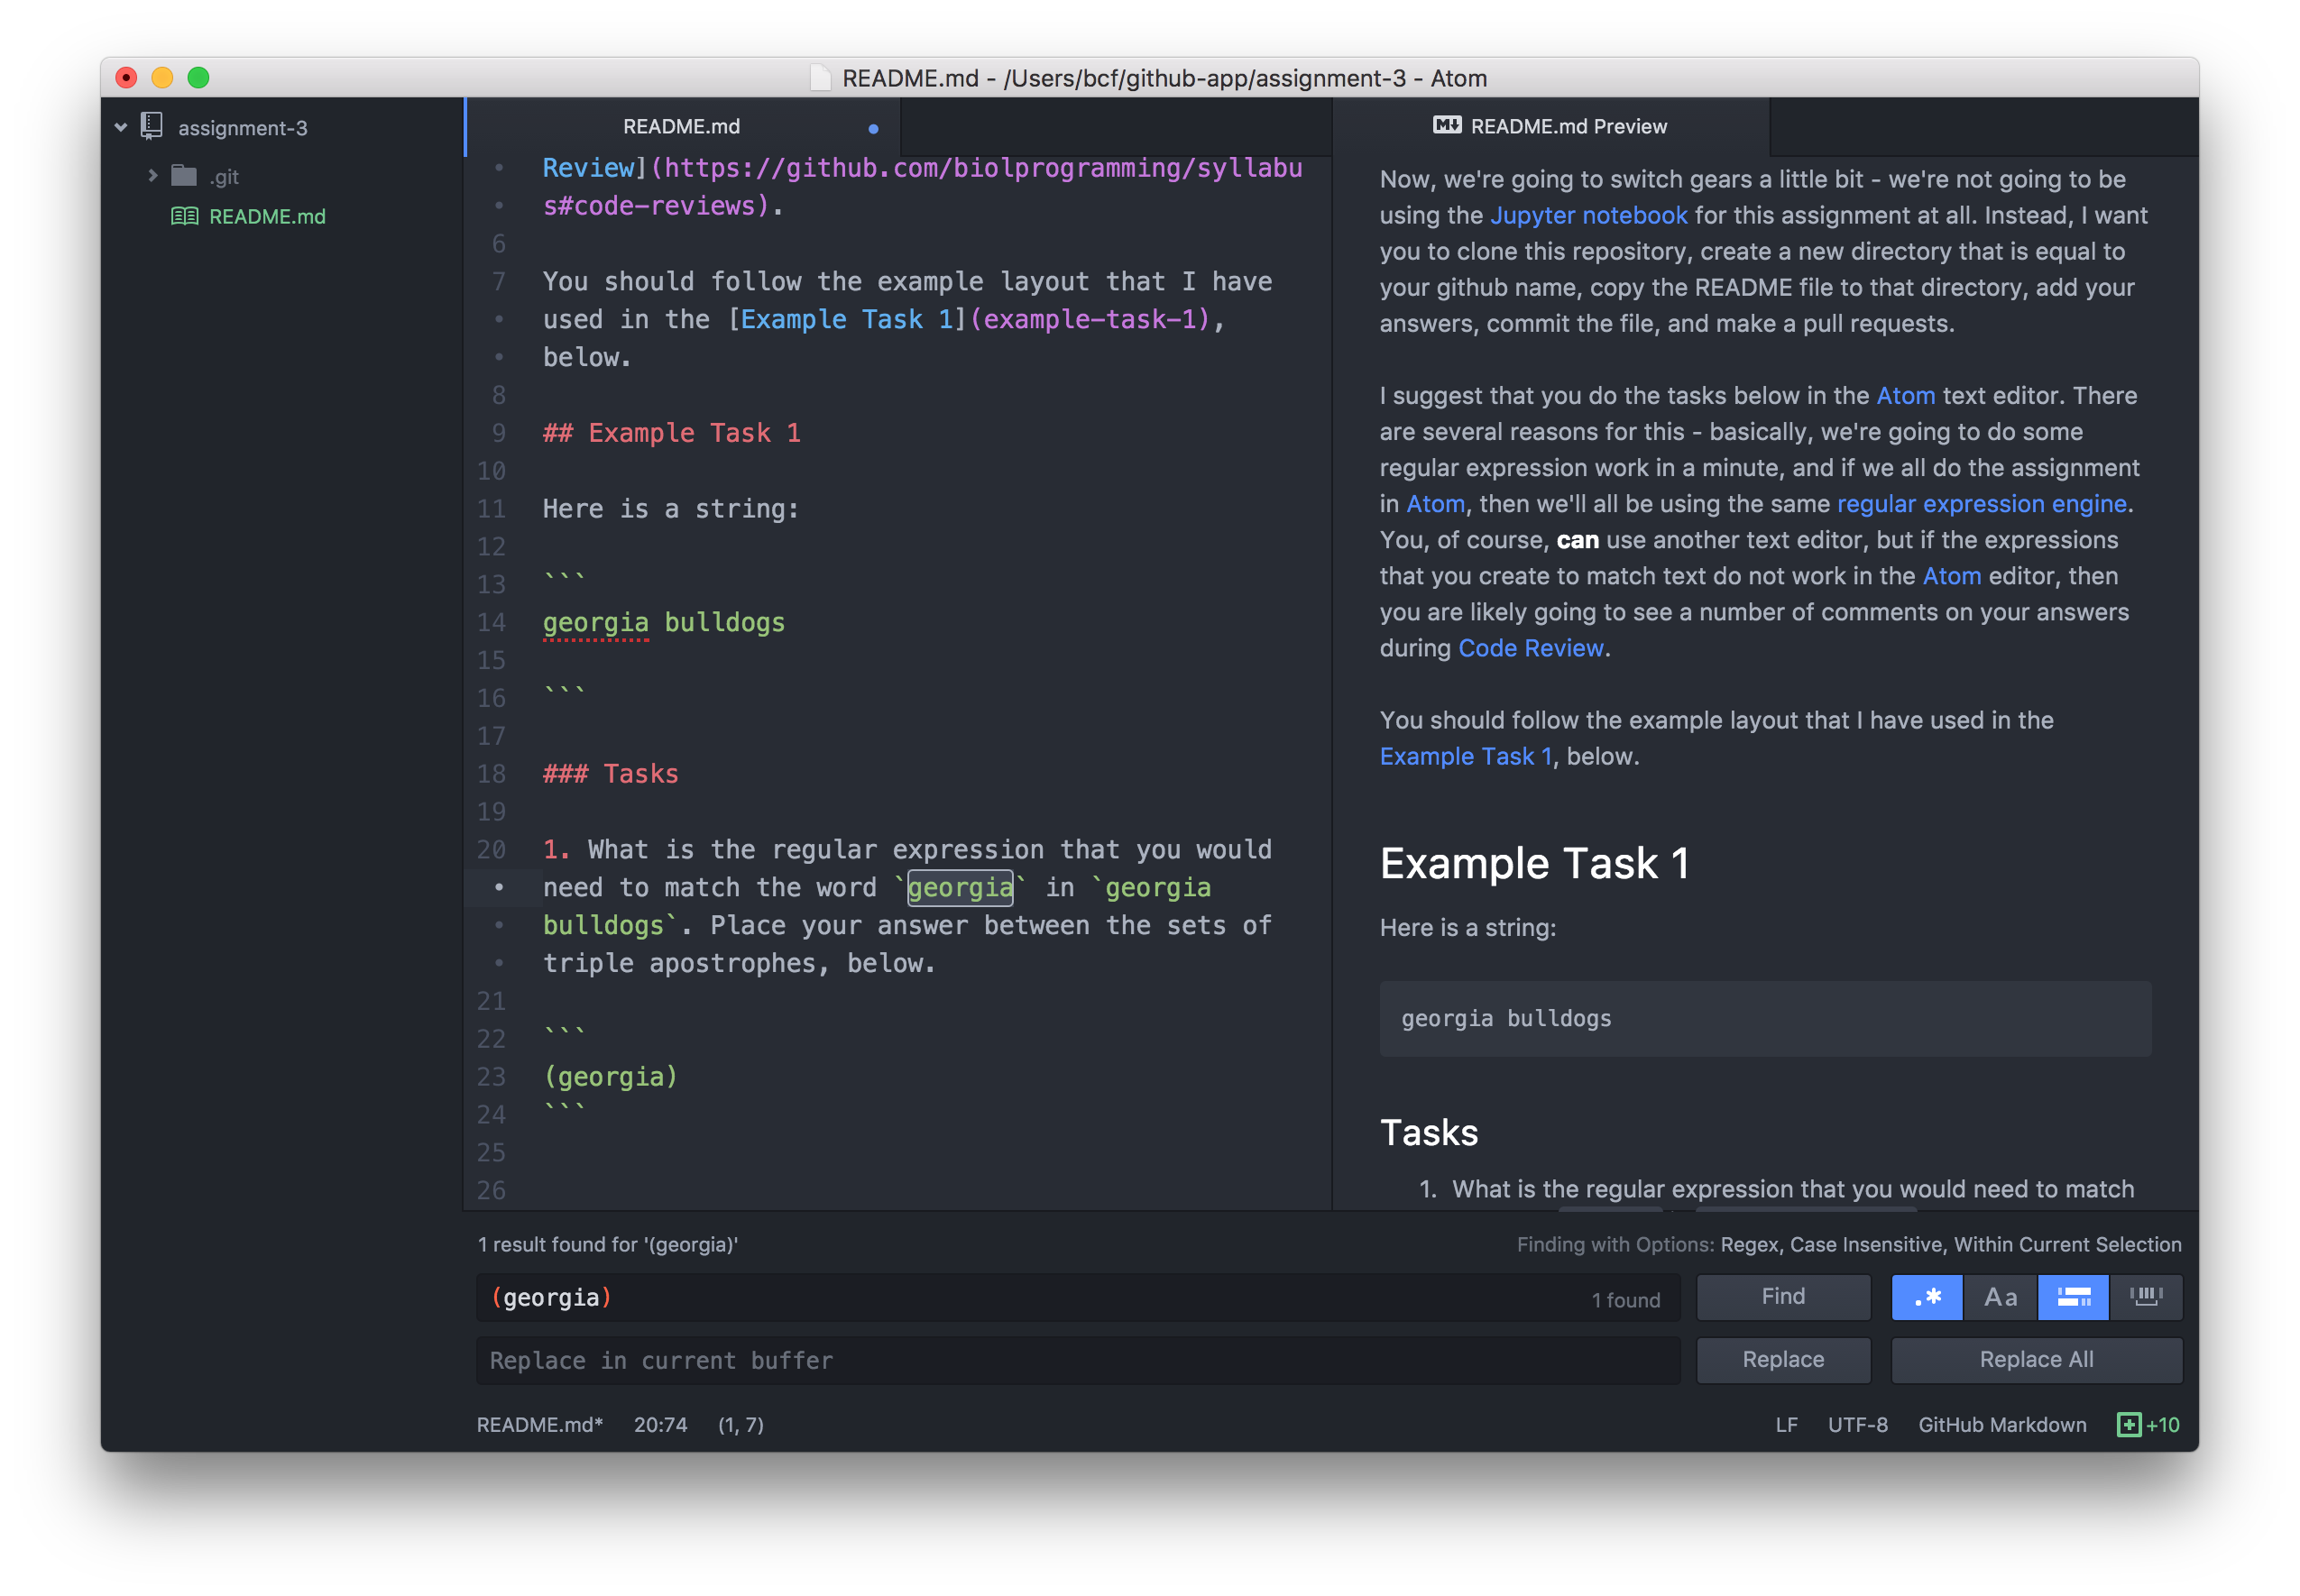 README.md - /Users/bcf/github-app/assignment-3 - Atom
assignment-3
.git
README.md
README.md
Review](https://github.com/biolprogramming/syllabu
s#code-reviews).
6
7 You should follow the example layout that I have
used in the [Example Task 1](example-task-1),
below.
8
9 ## Example Task 1
10
11 Here is a string:
12
13 ```
14 georgia bulldogs
15
16 ```
17
18 ### Tasks
19
20 1. What is the regular expression that you would
need to match the word `georgia` in `georgia
bulldogs`. Place your answer between the sets of
triple apostrophes, below.
21
22 ```
23 (georgia)
24 ```
25
26
README.md Preview
Now, we're going to switch gears a little bit - we're not going to be
using the Jupyter notebook for this assignment at all. Instead, I want
you to clone this repository, create a new directory that is equal to
your github name, copy the README file to that directory, add your
answers, commit the file, and make a pull requests.
I suggest that you do the tasks below in the Atom text editor. There
are several reasons for this - basically, we're going to do some
regular expression work in a minute, and if we all do the assignment
in Atom, then we'll all be using the same regular expression engine.
You, of course, can use another text editor, but if the expressions
that you create to match text do not work in the Atom editor, then
you are likely going to see a number of comments on your answers
during Code Review.
You should follow the example layout that I have used in the
Example Task 1, below.
Example Task 1
Here is a string:
georgia bulldogs
Tasks
1. What is the regular expression that you would need to match
1 result found for '(georgia)'
Finding with Options: Regex, Case Insensitive, Within Current Selection
(georgia)
1 found
Find
.*
Aa
Replace in current buffer
Replace
Replace All
README.md* 20:74 (1, 7)
LF UTF-8 GitHub Markdown +10